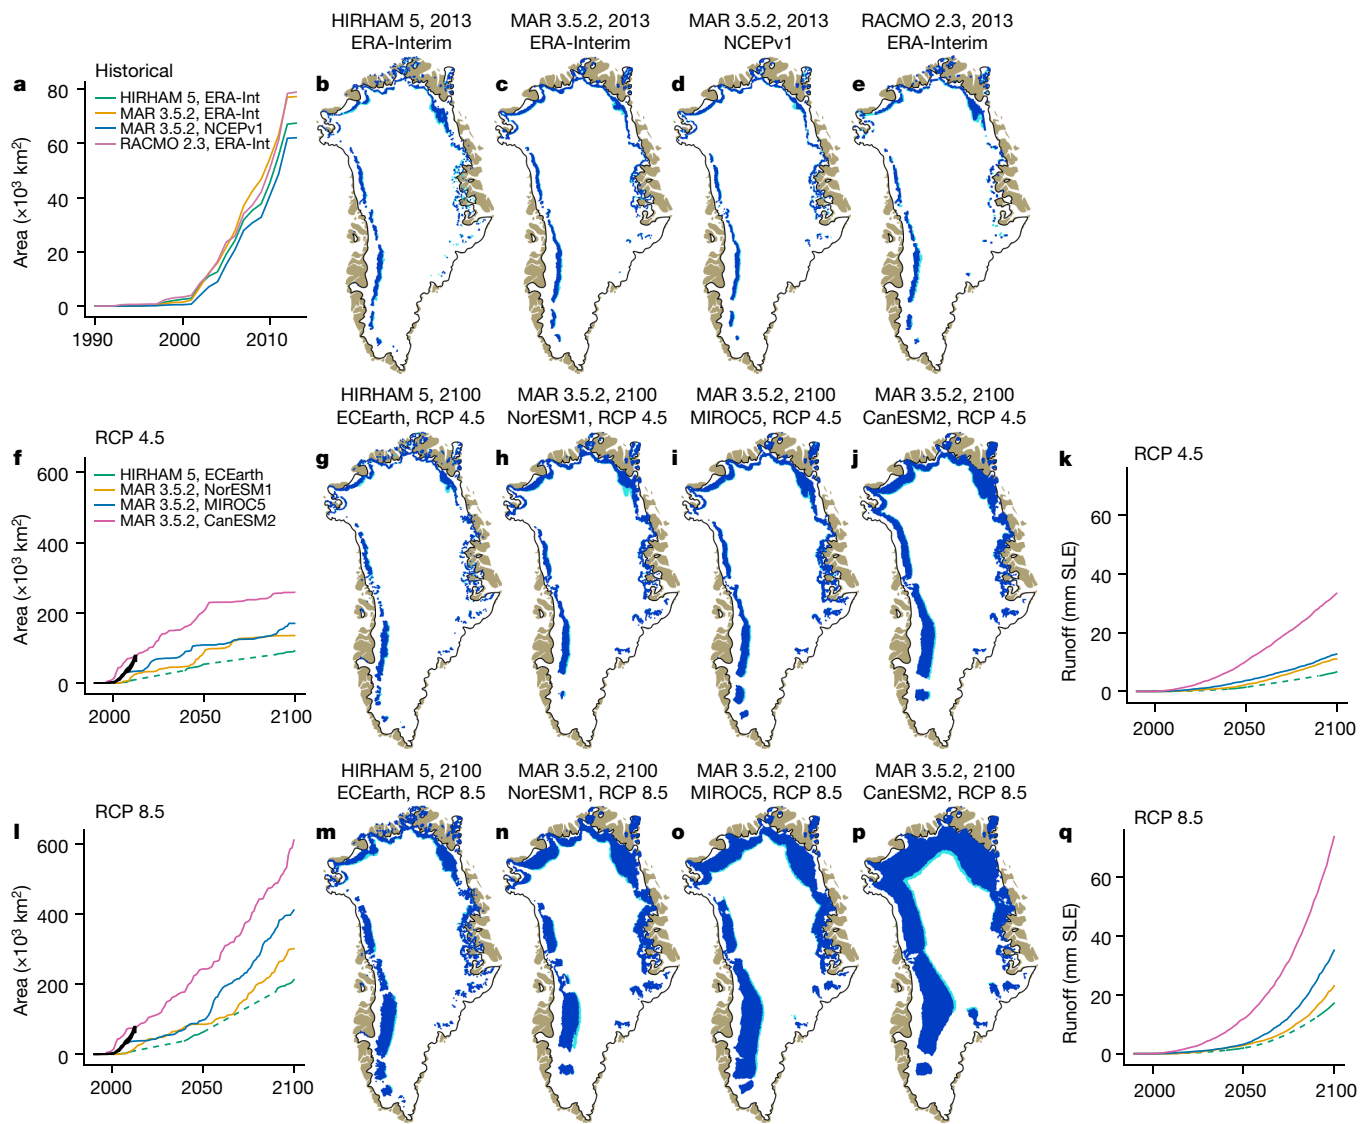 HIRHAM 5, 2013
ERA-Interim
MAR 3.5.2, 2013
ERA-Interim
MAR 3.5.2, 2013
NCEPv1
RACMO 2.3, 2013
ERA-Interim
a
Historical
b
c
d
e
HIRHAM 5, ERA-Int
MAR 3.5.2, ERA-Int
MAR 3.5.2, NCEPv1
RACMO 2.3, ERA-Int
Area (×10³ km²)
80
60
40
20
0
1990
2000
2010
HIRHAM 5, 2100
ECEarth, RCP 4.5
MAR 3.5.2, 2100
NorESM1, RCP 4.5
MAR 3.5.2, 2100
MIROC5, RCP 4.5
MAR 3.5.2, 2100
CanESM2, RCP 4.5
f
RCP 4.5
g
h
i
j
k
RCP 4.5
HIRHAM 5, ECEarth
MAR 3.5.2, NorESM1
MAR 3.5.2, MIROC5
MAR 3.5.2, CanESM2
Area (×10³ km²)
600
400
200
0
2000
2050
2100
Runoff (mm SLE)
60
40
20
0
2000
2050
2100
HIRHAM 5, 2100
ECEarth, RCP 8.5
MAR 3.5.2, 2100
NorESM1, RCP 8.5
MAR 3.5.2, 2100
MIROC5, RCP 8.5
MAR 3.5.2, 2100
CanESM2, RCP 8.5
l
RCP 8.5
m
n
o
p
q
RCP 8.5
Area (×10³ km²)
600
400
200
0
2000
2050
2100
Runoff (mm SLE)
60
40
20
0
2000
2050
2100